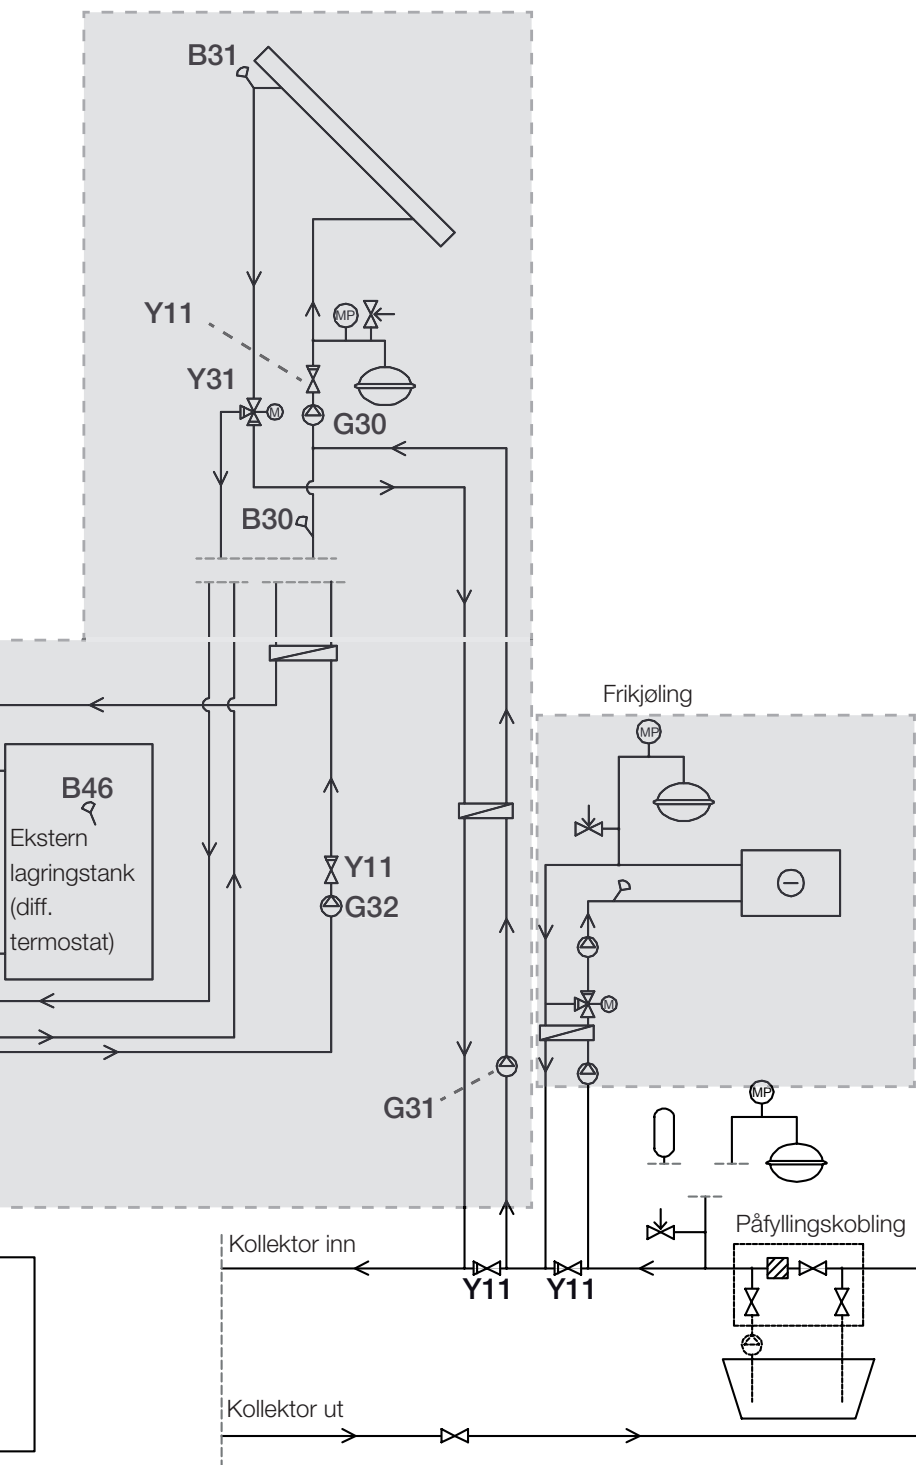 B31
Y11
MP
Y31
M
G30
B30
Frikjøling
MP
B46
Ekstern
lagringstank
(diff.
termostat)
Y11
G32
M
G31
MP
Kollektor inn
Påfyllingskobling
Y11
Y11
Kollektor ut